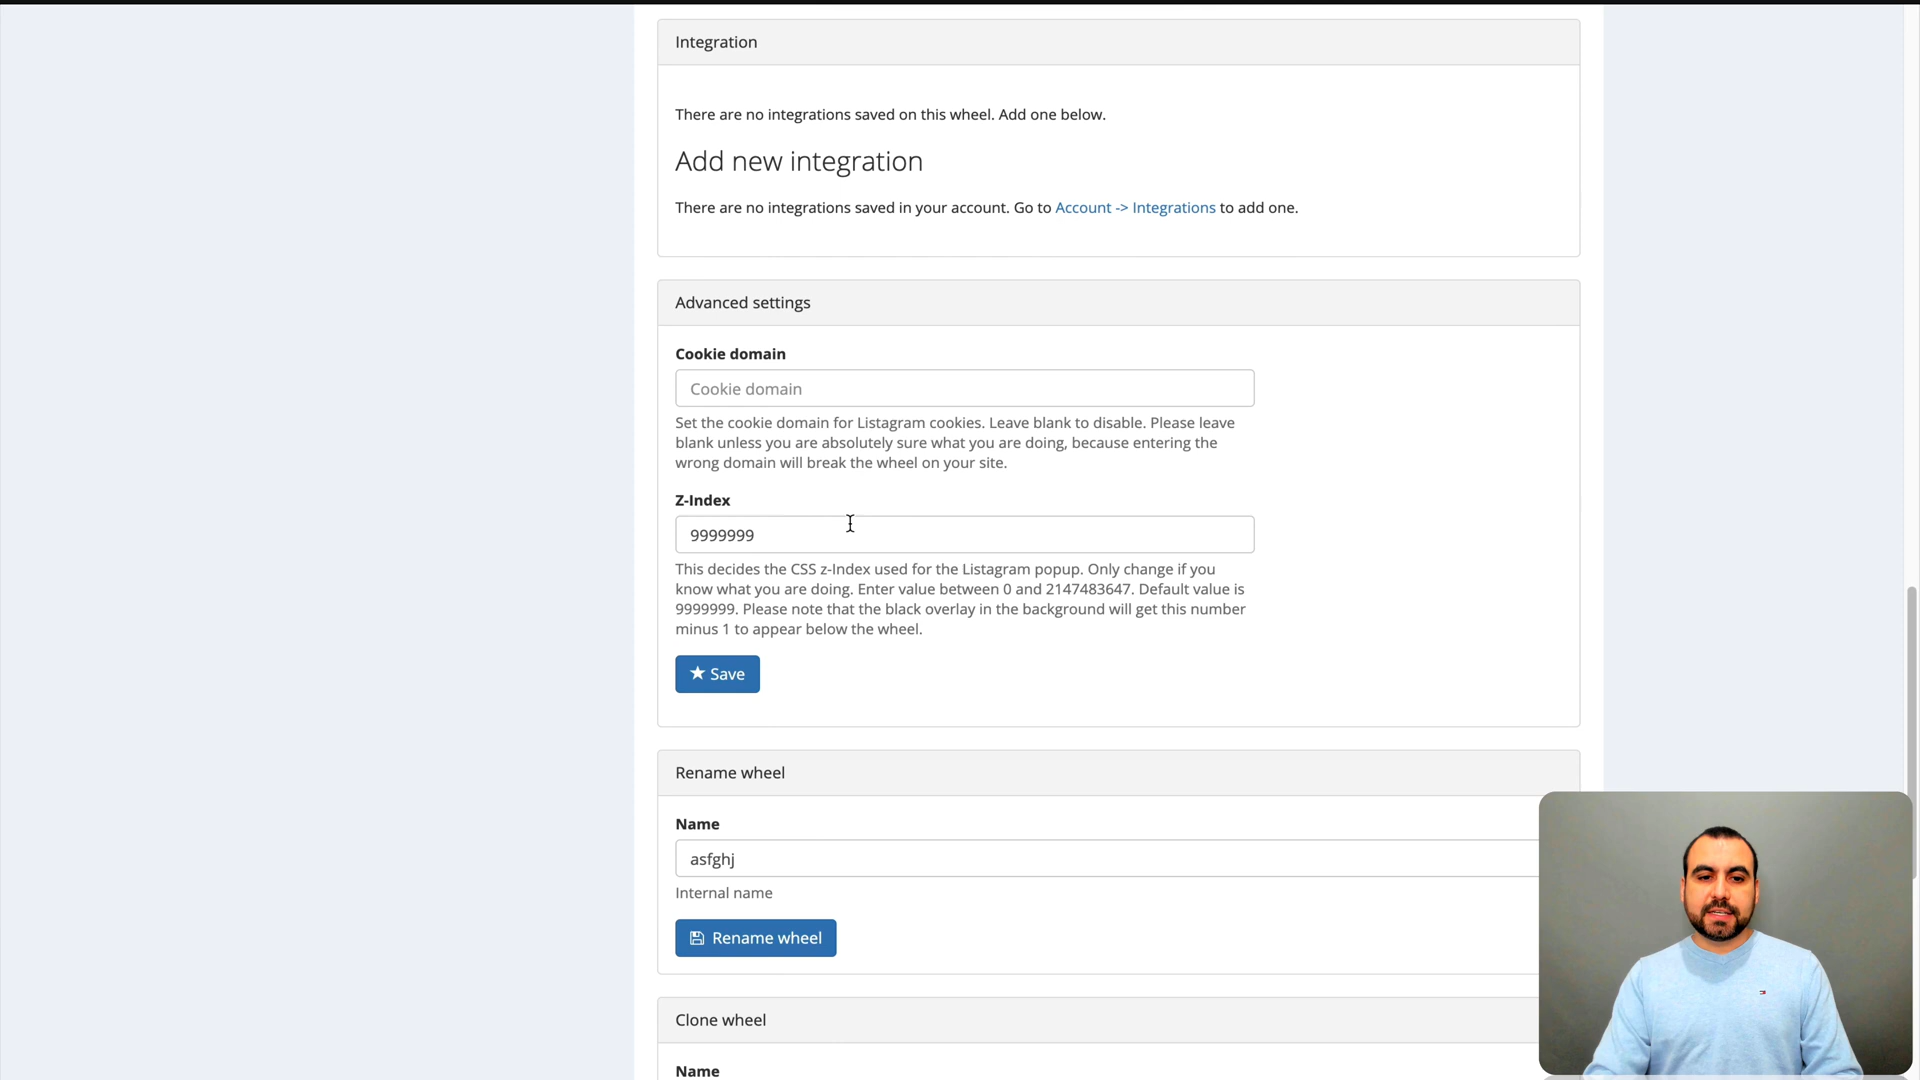 Integration
There are no integrations saved on this wheel. Add one below.
Add new integration
There are no integrations saved in your account. Go to Account -> Integrations to add one.
Advanced settings
Cookie domain
Cookie domain
Set the cookie domain for Listagram cookies. Leave blank to disable. Please leave
blank unless you are absolutely sure what you are doing, because entering the
wrong domain will break the wheel on your site.
Z-Index
9999999
This decides the CSS z-Index used for the Listagram popup. Only change if you
know what you are doing. Enter value between 0 and 2147483647. Default value is
9999999. Please note that the black overlay in the background will get this number
minus 1 to appear below the wheel.
Save
Rename wheel
Name
asfghj
Internal name
Rename wheel
Clone wheel
Name